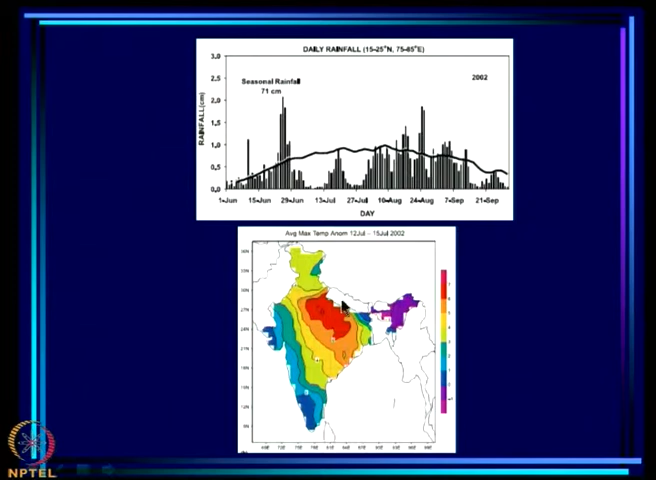 DAILY RAINFALL (15-25°N, 75-85°E)
3.0
2.5
2.0
1.5
1.0
0.5
0.0
RAINFALL(cm)
Seasonal Rainfall
71 cm
2002
1-Jun 15-Jun 29-Jun 13-Jul 27-Jul 10-Aug 24-Aug 7-Sep 21-Sep
DAY
Avg Max Temp Anom 12Jul - 15Jul 2002
NPTEL